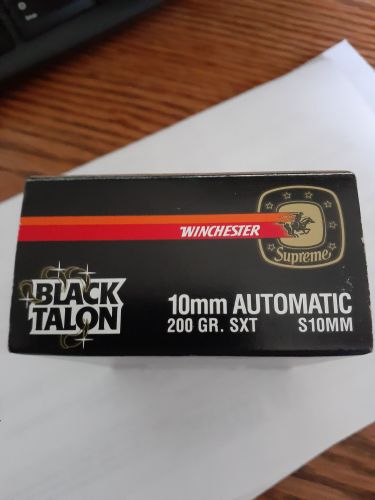 WINCHESTER
Supreme
BLACK
TALON
10mm AUTOMATIC
200 GR. SXT S10MM